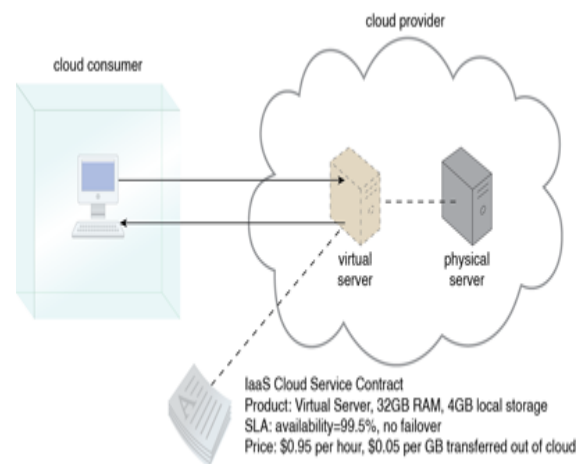 cloud provider
cloud consumer
virtual
server
physical
server
A
IaaS Cloud Service Contract
Product: Virtual Server, 32GB RAM, 4GB local storage
SLA: availability=99.5%, no failover
Price: $0.95 per hour, $0.05 per GB transferred out of cloud